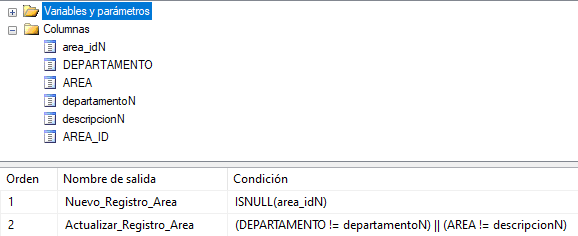 Variables y parámetros
Columnas
area_idN
DEPARTAMENTO
AREA
departamentoN
descripcionN
AREA_ID
Orden Nombre de salida Condición
1 Nuevo_Registro_Area ISNULL(area_idN)
2 Actualizar_Registro_Area (DEPARTAMENTO != departamentoN) || (AREA != descripcionN)